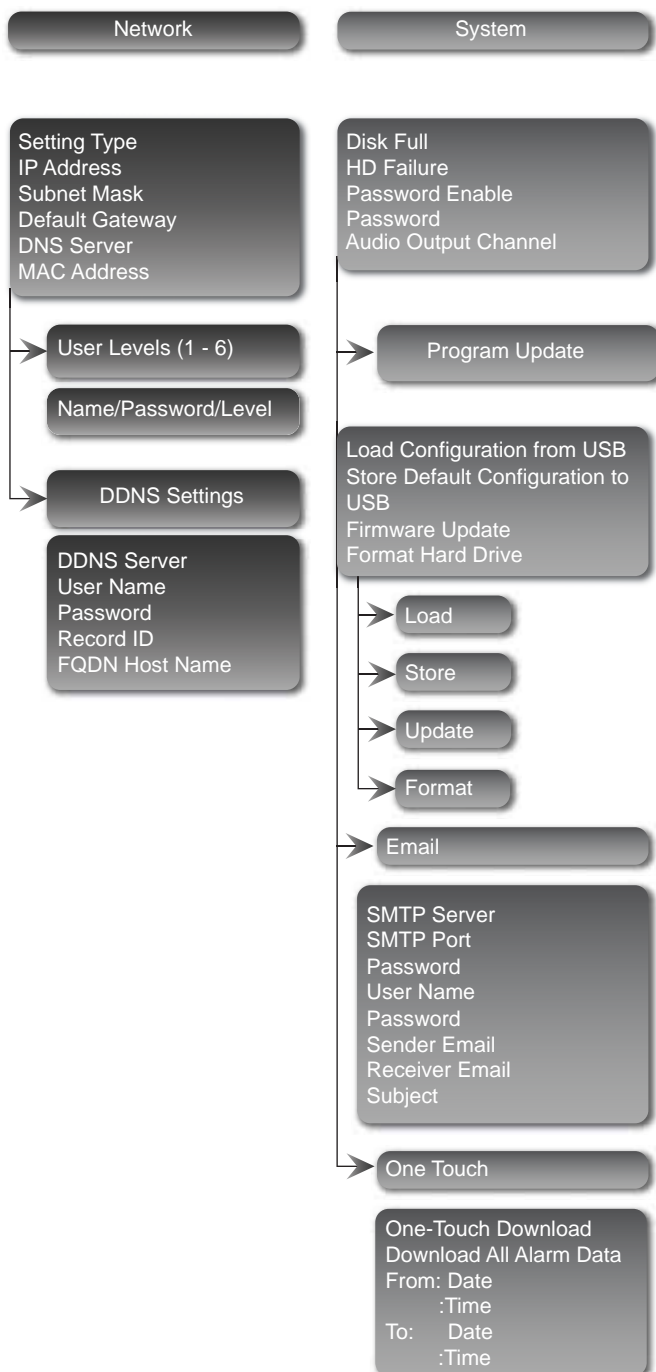 Network
Setting Type
IP Address
Subnet Mask
Default Gateway
DNS Server
MAC Address
User Levels (1 - 6)
Name/Password/Level
DDNS Settings
DDNS Server
User Name
Password
Record ID
FQDN Host Name
System
Disk Full
HD Failure
Password Enable
Password
Audio Output Channel
Program Update
Load Configuration from USB
Store Default Configuration to
USB
Firmware Update
Format Hard Drive
Load
Store
Update
Format
Email
SMTP Server
SMTP Port
Password
User Name
Password
Sender Email
Receiver Email
Subject
One Touch
One-Touch Download
Download All Alarm Data
From: Date
:Time
To: Date
:Time